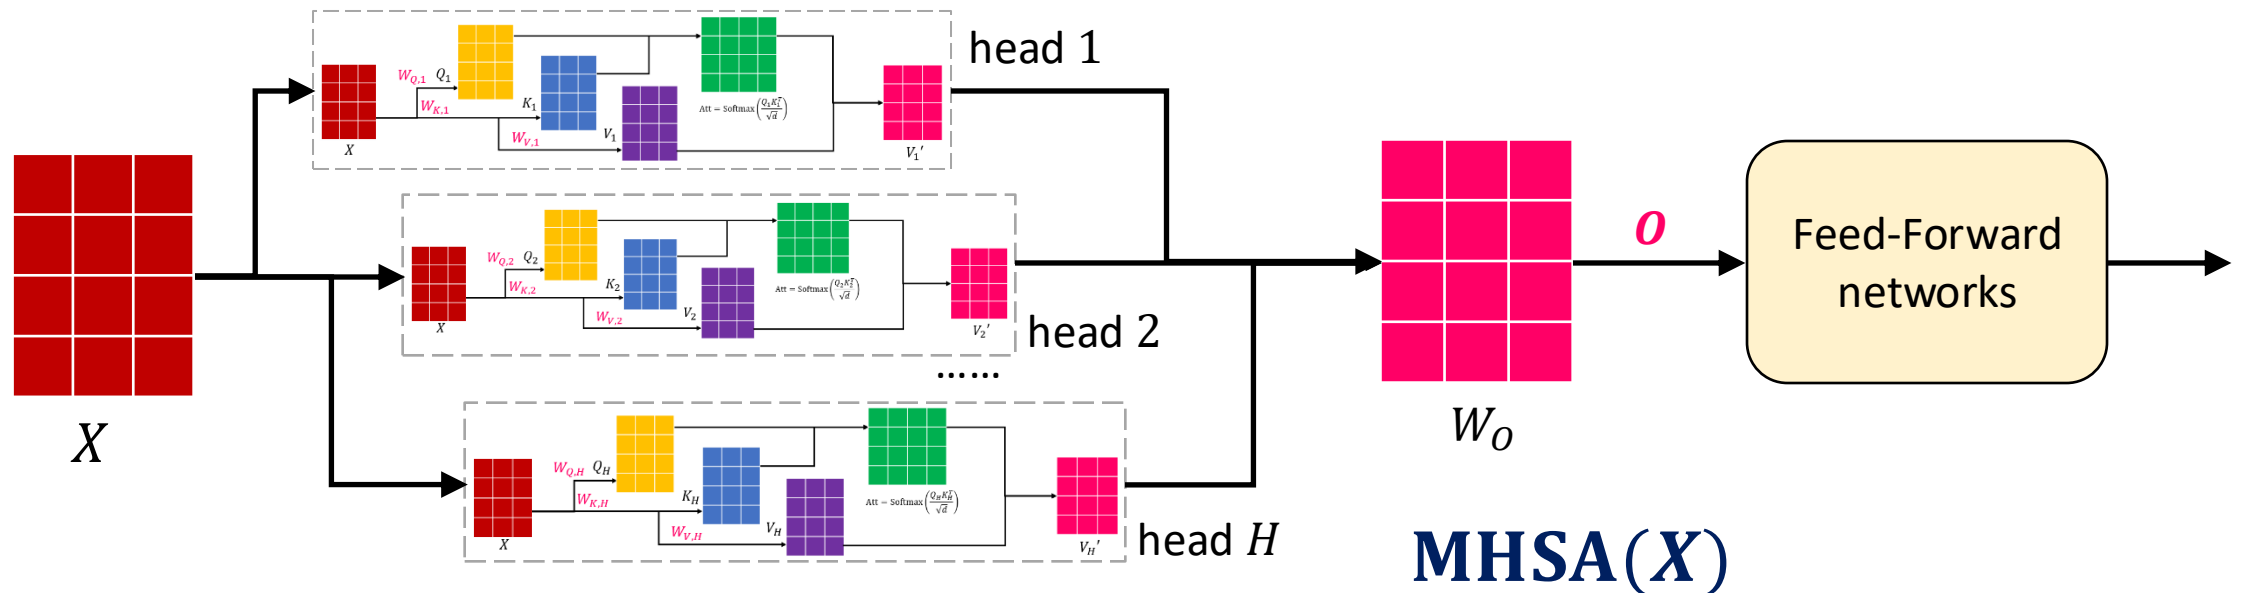 X
head 1
X
W_{Q,1} Q_1
W_{K,1} K_1
W_{V,1} V_1
Att = Softmax(Q_1K_1^T/√d)
V_1'
head 2
X
W_{Q,2} Q_2
W_{K,2} K_2
W_{V,2} V_2
Att = Softmax(Q_2K_2^T/√d)
V_2'
......
head H
X
W_{Q,H} Q_H
W_{K,H} K_H
W_{V,H} V_H
Att = Softmax(Q_HK_H^T/√d)
V_H'
W_O
O
Feed-Forward
networks
MHSA(X)